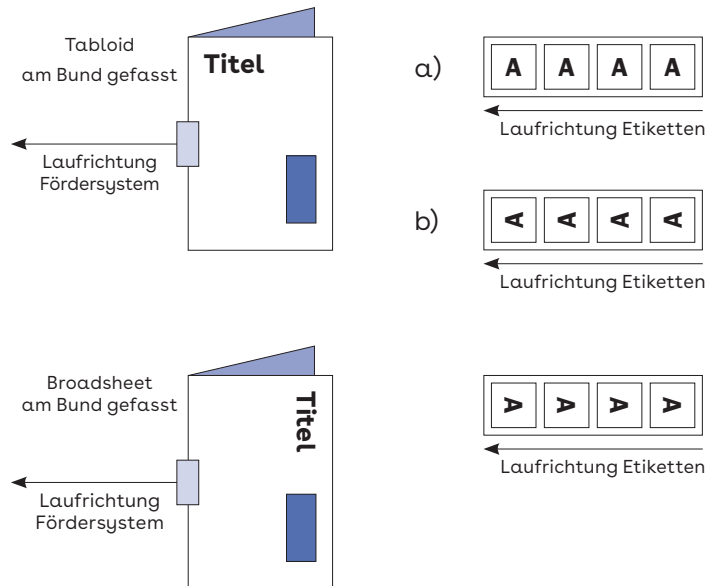 Tabloid
am Bund gefasst
Titel
Laufrichtung
Fördersystem
a)
A A A A
Laufrichtung Etiketten
b)
A A A A
Laufrichtung Etiketten
Broadsheet
am Bund gefasst
Titel
Laufrichtung
Fördersystem
A A A A
Laufrichtung Etiketten